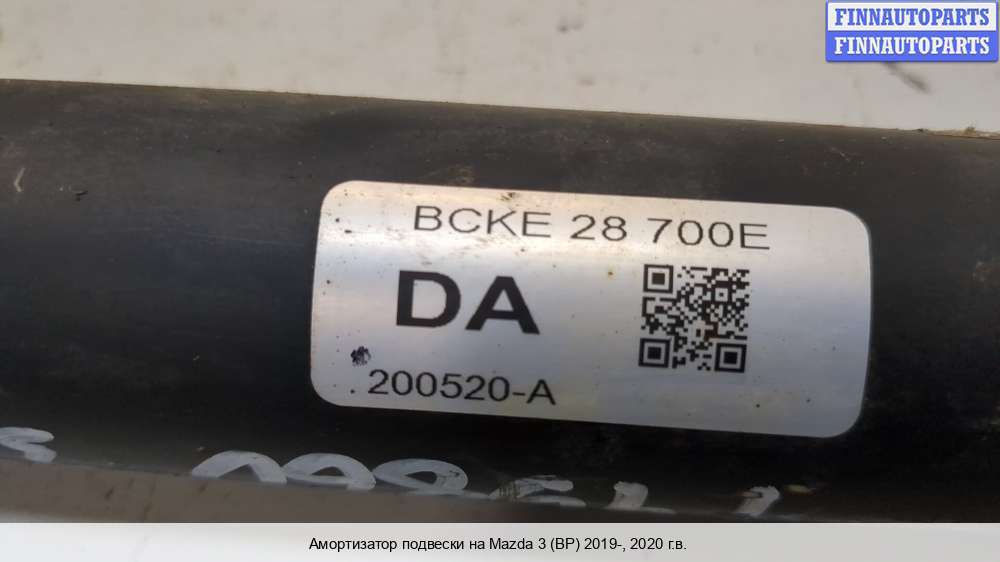 FINNAUTOPARTS
FINNAUTOPARTS
BCKE 28 700E
DA
200520-A
Амортизатор подвески на Mazda 3 (BP) 2019-, 2020 г.в.